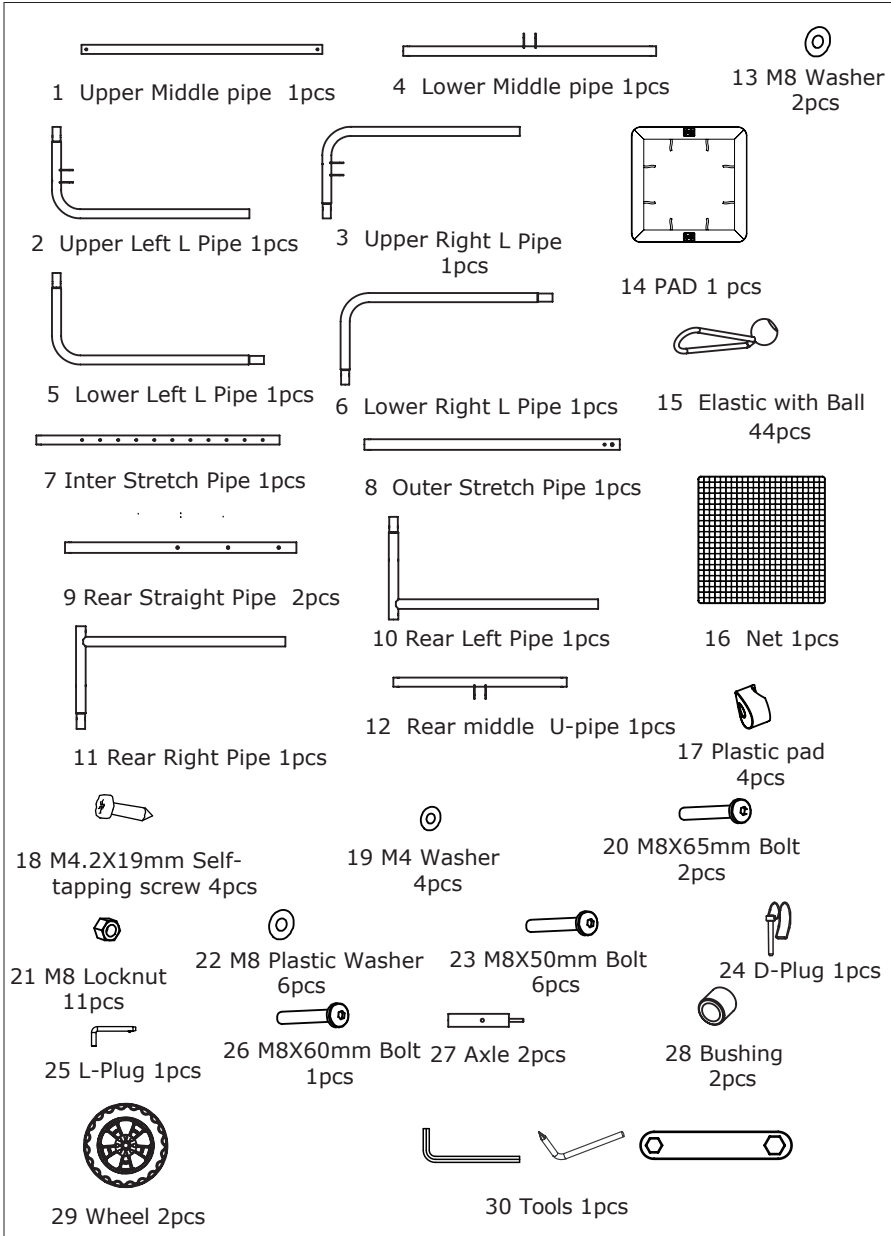 1 Upper Middle pipe 1pcs
4 Lower Middle pipe 1pcs
13 M8 Washer
2pcs
2 Upper Left L Pipe 1pcs
3 Upper Right L Pipe
1pcs
14 PAD 1 pcs
5 Lower Left L Pipe 1pcs
6 Lower Right L Pipe 1pcs
15 Elastic with Ball
44pcs
7 Inter Stretch Pipe 1pcs
8 Outer Stretch Pipe 1pcs
9 Rear Straight Pipe 2pcs
10 Rear Left Pipe 1pcs
16 Net 1pcs
11 Rear Right Pipe 1pcs
12 Rear middle U-pipe 1pcs
17 Plastic pad
4pcs
18 M4.2X19mm Self-
tapping screw 4pcs
19 M4 Washer
4pcs
20 M8X65mm Bolt
2pcs
21 M8 Locknut
11pcs
22 M8 Plastic Washer
6pcs
23 M8X50mm Bolt
6pcs
24 D-Plug 1pcs
25 L-Plug 1pcs
26 M8X60mm Bolt
1pcs
27 Axle 2pcs
28 Bushing
2pcs
29 Wheel 2pcs
30 Tools 1pcs